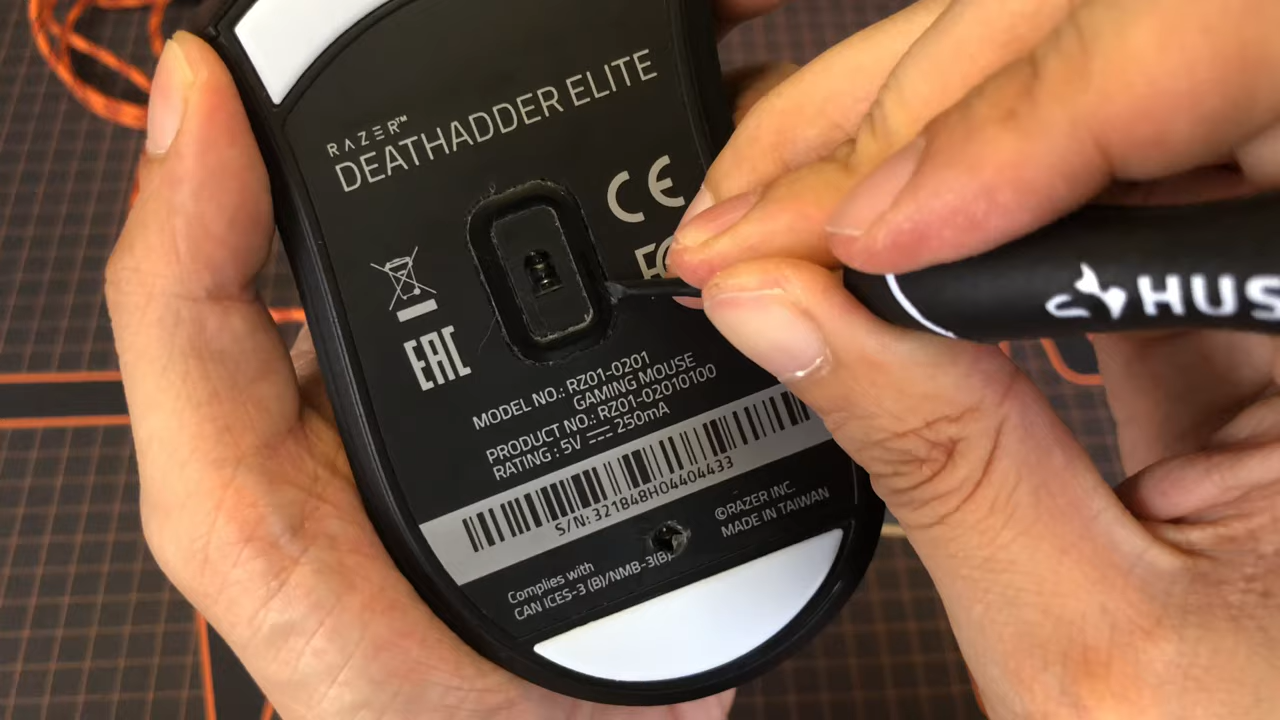 RAZER™
DEATHADDER ELITE
CE
FC
EAC
MODEL NO.: RZ01-0201
GAMING MOUSE
PRODUCT NO.: RZ01-02010100
RATING : 5V ⎓ 250mA
S/N: 321848H04404433
©RAZER INC.
MADE IN TAIWAN
Complies with
CAN ICES-3 (B)/NMB-3(B)
HUS